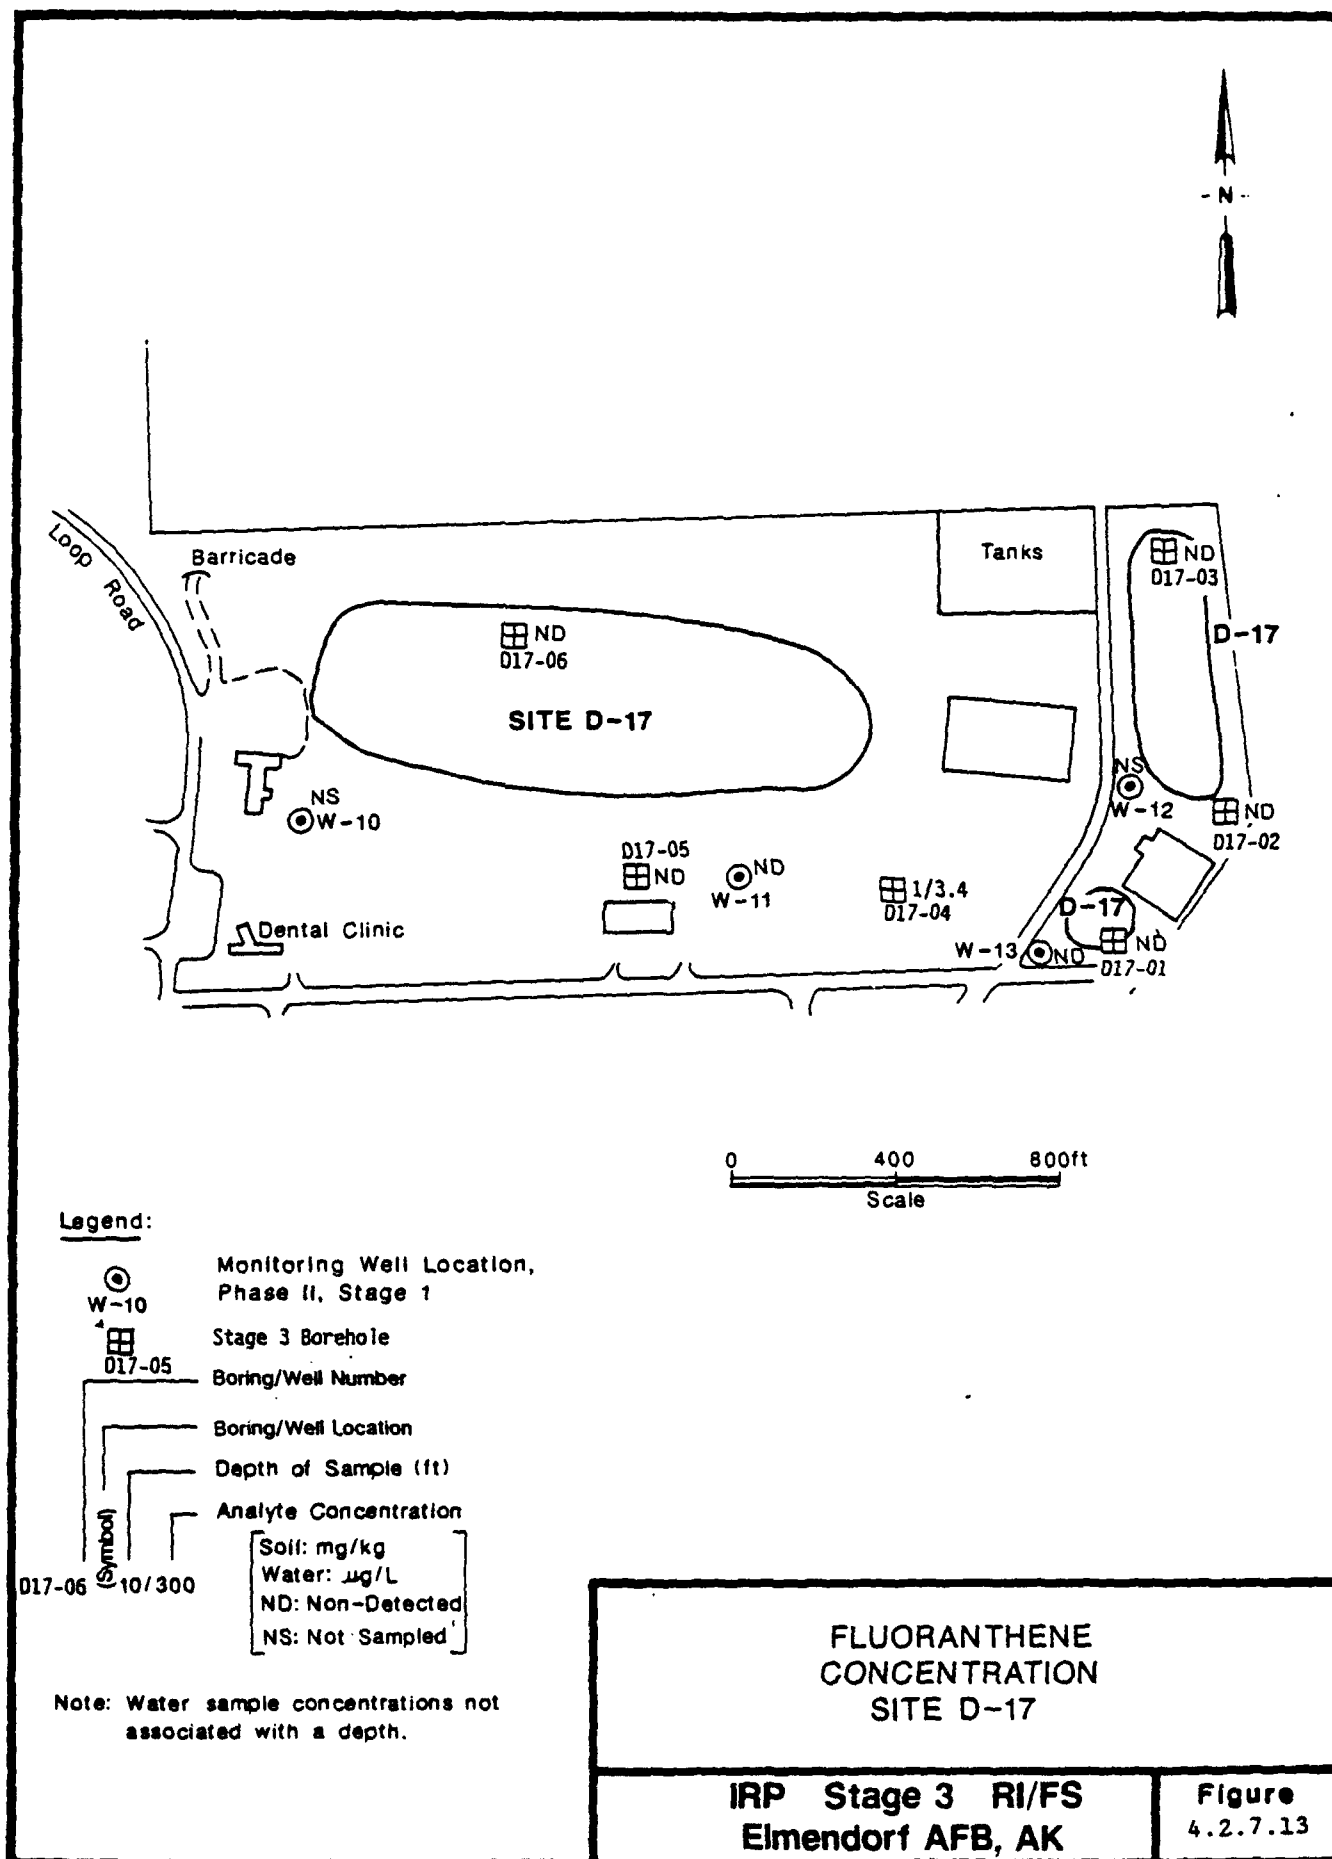 - N -
Loop Road
Barricade
Tanks
ND
D17-03
D-17
ND
D17-06
SITE D-17
NS
W-10
NS
W-12
ND
D17-02
D17-05
ND
ND
W-11
1/3.4
D17-04
D-17
Dental Clinic
W-13
ND
ND
D17-01
0 400 800ft
Scale
Legend:
Monitoring Well Location,
Phase II, Stage 1
W-10
Stage 3 Borehole
D17-05
Boring/Well Number
Boring/Well Location
Depth of Sample (ft)
Analyte Concentration
Soil: mg/kg
Water: µg/L
ND: Non-Detected
NS: Not Sampled
D17-06 (Symbol) 10/300
Note: Water sample concentrations not
associated with a depth.
FLUORANTHENE
CONCENTRATION
SITE D-17
IRP Stage 3 RI/FS
Elmendorf AFB, AK
Figure
4.2.7.13